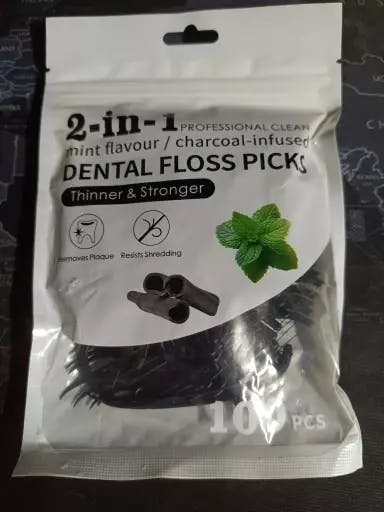 2-in-1 PROFESSIONAL CLEAN
mint flavour / charcoal-infused
DENTAL FLOSS PICKS
Thinner & Stronger
Removes Plaque Resists Shredding
100 PCS